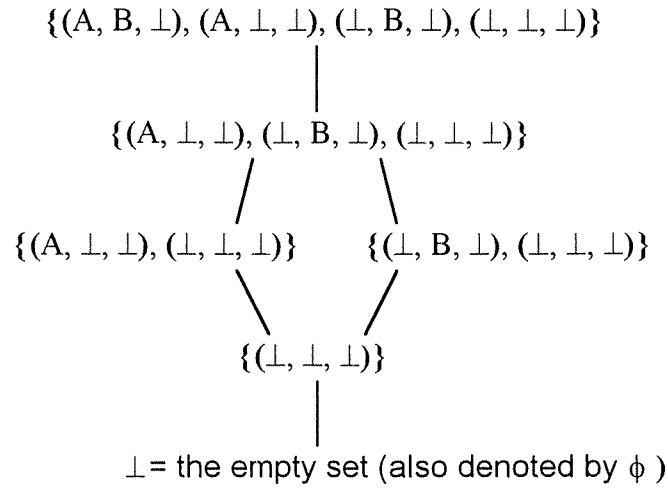 {(A, B, ⊥), (A, ⊥, ⊥), (⊥, B, ⊥), (⊥, ⊥, ⊥)}
{(A, ⊥, ⊥), (⊥, B, ⊥), (⊥, ⊥, ⊥)}
{(A, ⊥, ⊥), (⊥, ⊥, ⊥)} {(⊥, B, ⊥), (⊥, ⊥, ⊥)}
{(⊥, ⊥, ⊥)}
⊥ = the empty set (also denoted by ϕ )